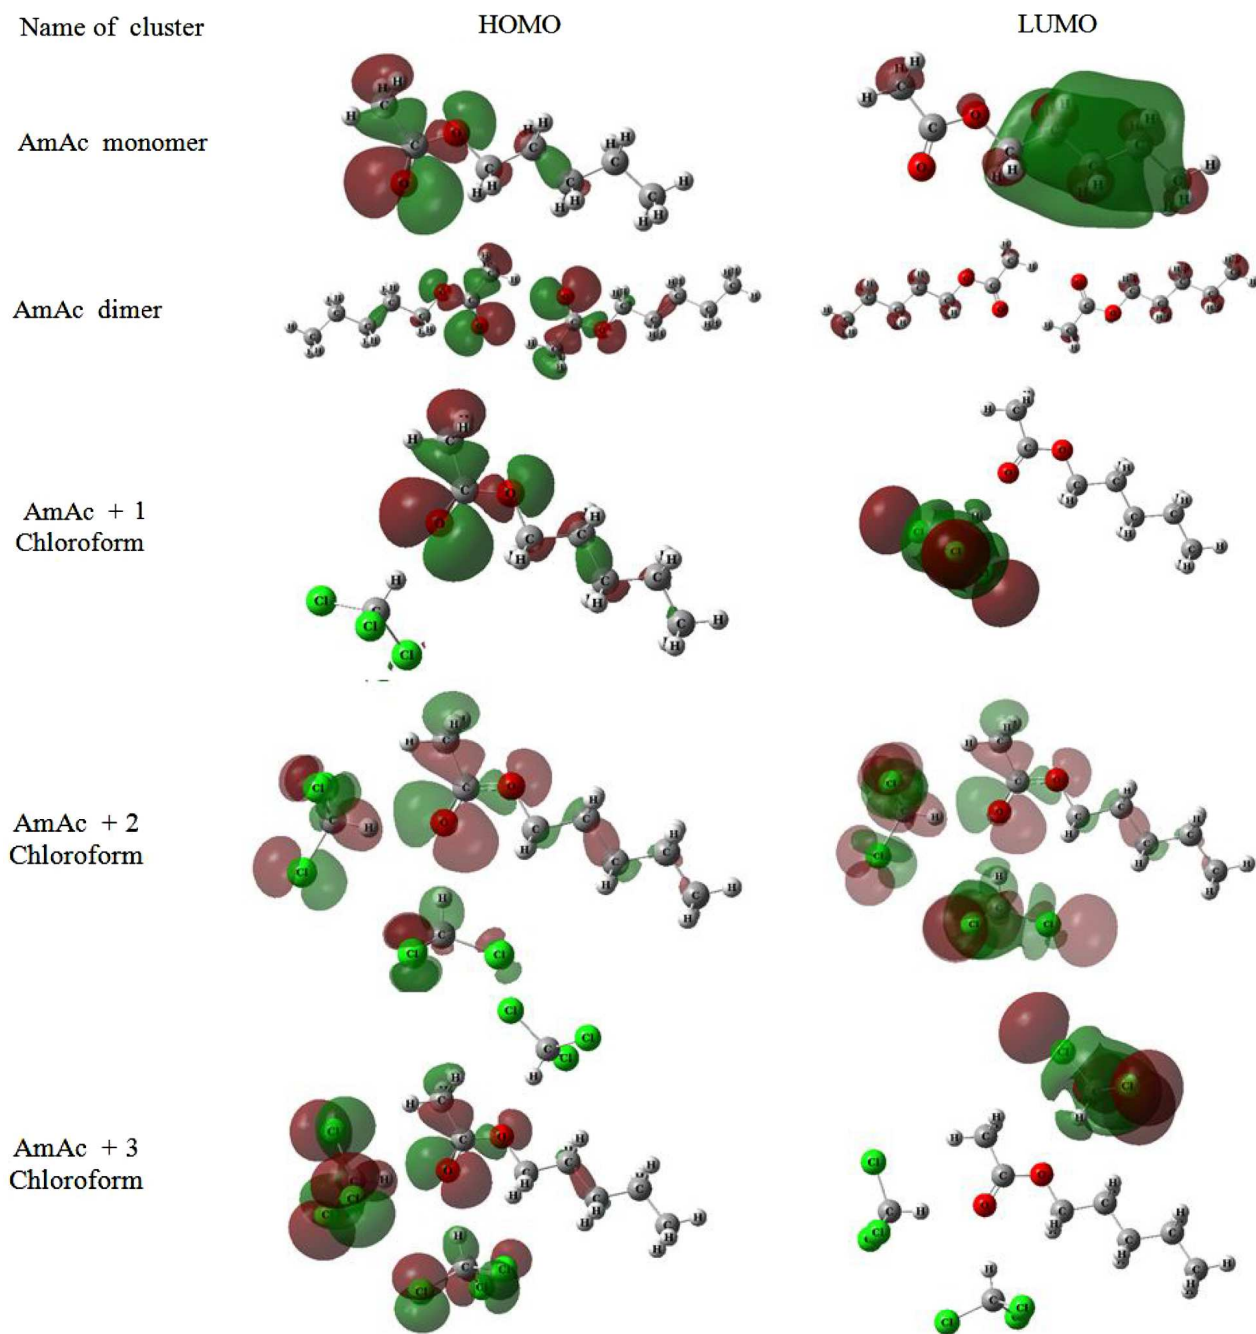 Name of cluster HOMO LUMO
AmAc monomer
AmAc dimer
AmAc + 1
Chloroform
AmAc + 2
Chloroform
AmAc + 3
Chloroform